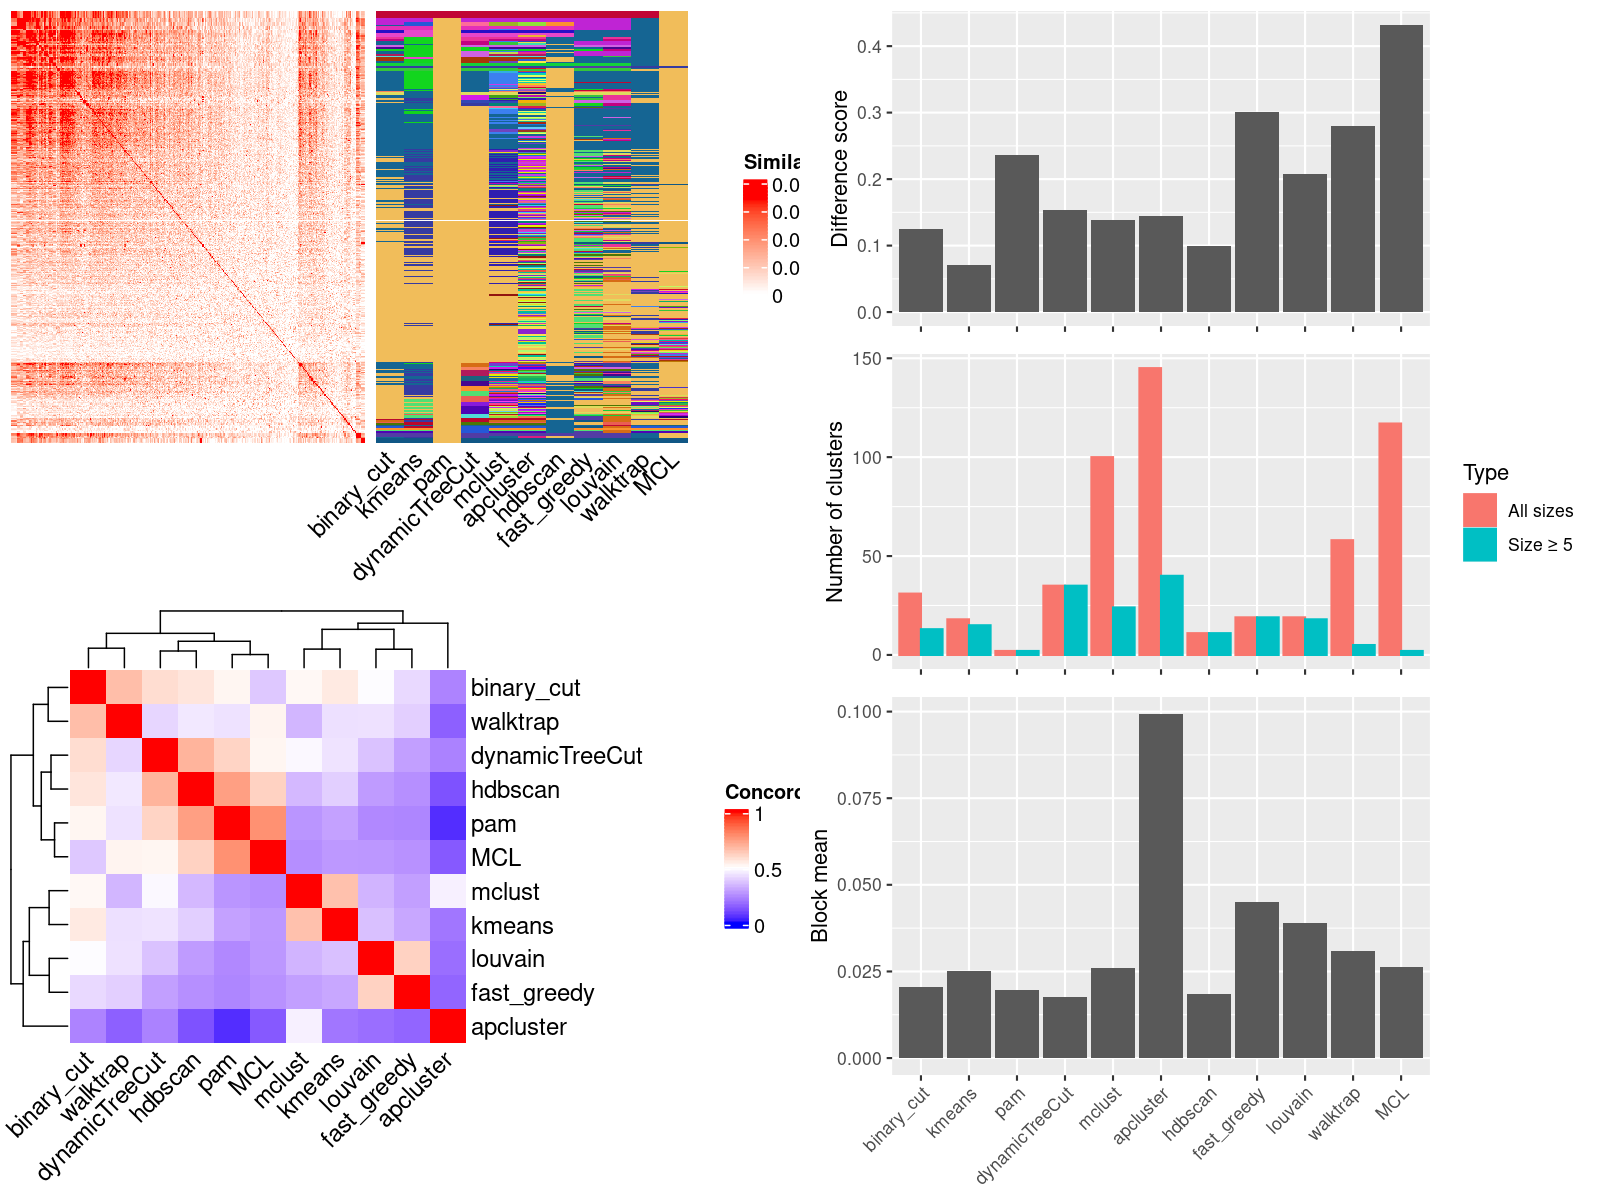 Simila
0.0
0.0
0.0
0.0
0
binary_cut
kmeans
pam
dynamicTreeCut
mclust
apcluster
hdbscan
fast_greedy
louvain
walktrap
MCL
binary_cut
walktrap
dynamicTreeCut
hdbscan
pam
MCL
mclust
kmeans
louvain
fast_greedy
apcluster
binary_cut
walktrap
dynamicTreeCut
hdbscan
pam
MCL
mclust
kmeans
louvain
fast_greedy
apcluster
Concord
1
0.5
0
Difference score
0.4
0.3
0.2
0.1
0.0
Number of clusters
150
100
50
0
Type
All sizes
Size ≥ 5
Block mean
0.100
0.075
0.050
0.025
0.000
binary_cut
kmeans
pam
dynamicTreeCut
mclust
apcluster
hdbscan
fast_greedy
louvain
walktrap
MCL